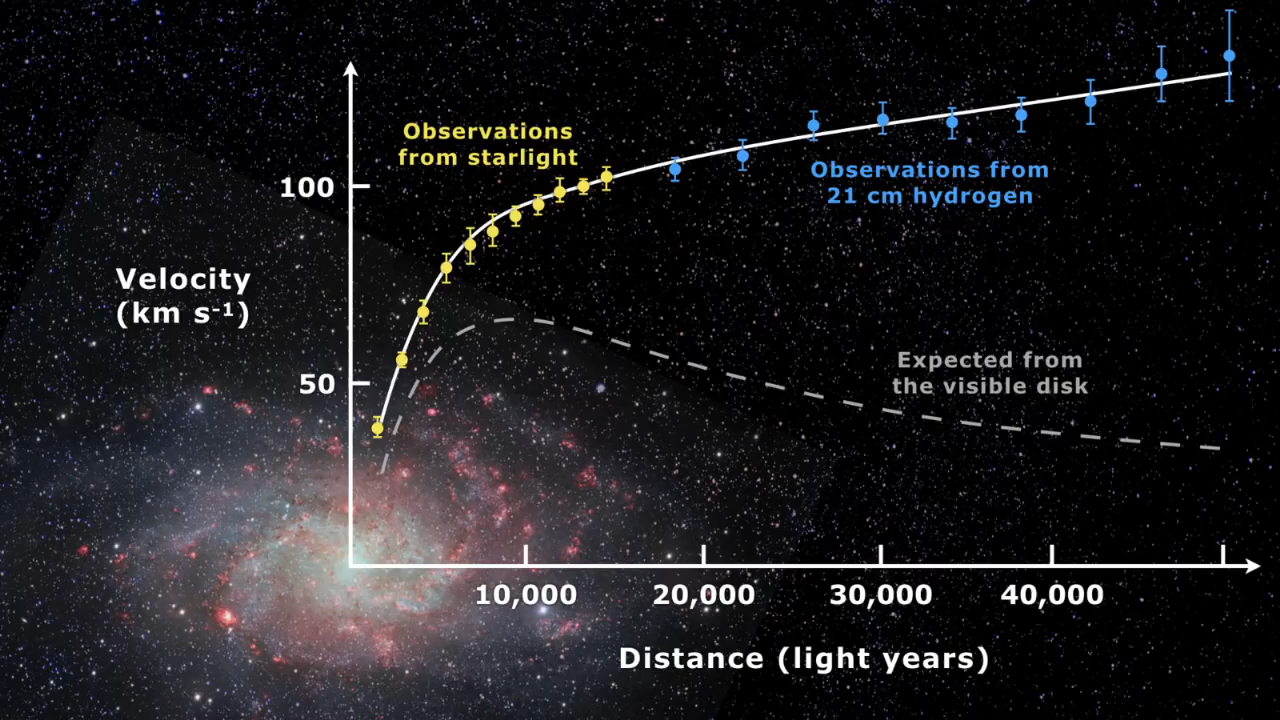 Observations
from starlight
100
Observations from
21 cm hydrogen
Velocity
(km s⁻¹)
Expected from
the visible disk
50
10,000
20,000
30,000
40,000
Distance (light years)